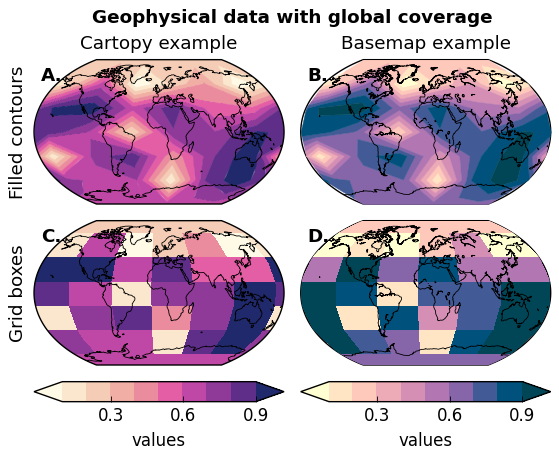 Geophysical data with global coverage
Cartopy example
Basemap example
Filled contours
A.
B.
Grid boxes
C.
D.
0.3 0.6 0.9
values
0.3 0.6 0.9
values